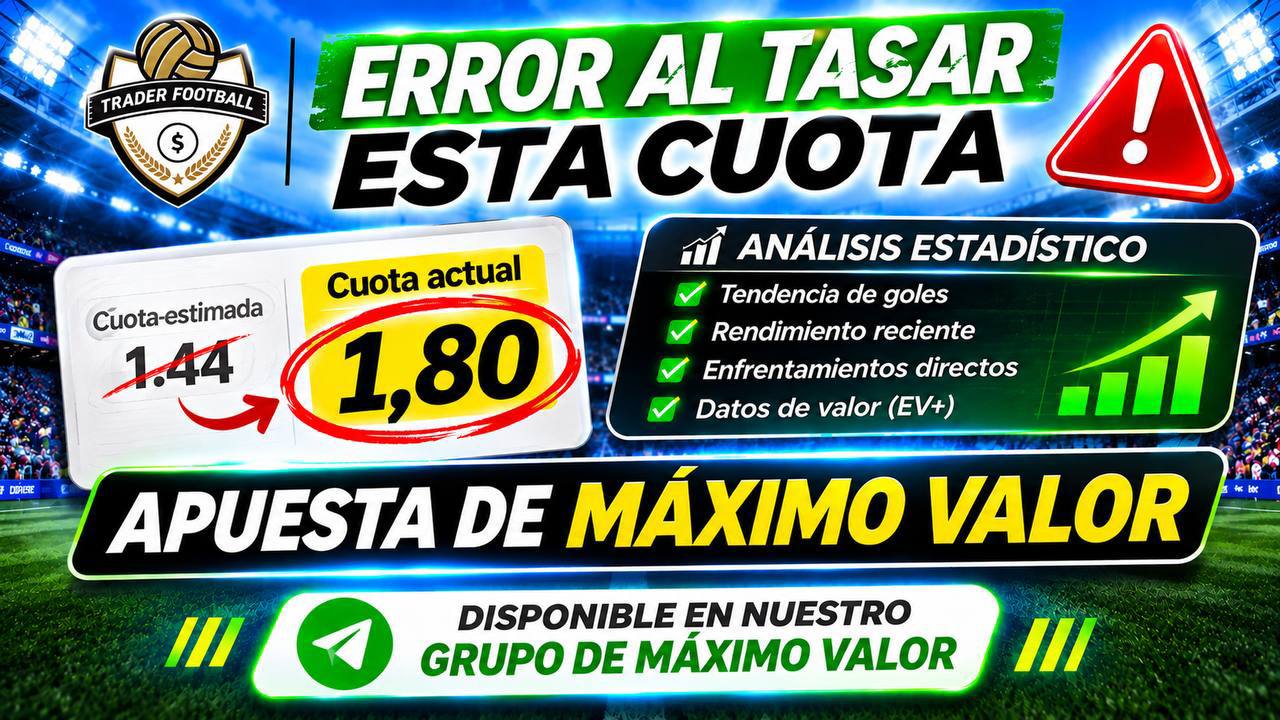 TRADER FOOTBALL
$
ERROR AL TASAR
ESTA CUOTA
!
Cuota-estimada
1.44
Cuota actual
1,80
ANÁLISIS ESTADÍSTICO
Tendencia de goles
Rendimiento reciente
Enfrentamientos directos
Datos de valor (EV+)
APUESTA DE MÁXIMO VALOR
DISPONIBLE EN NUESTRO
GRUPO DE MÁXIMO VALOR